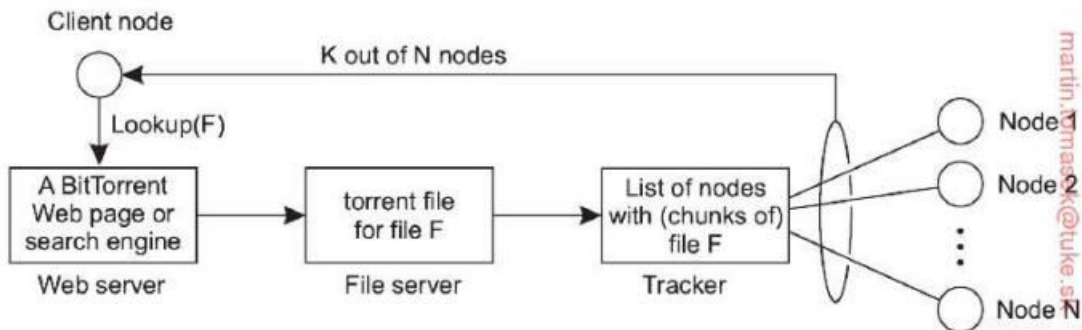 Client node
K out of N nodes
Lookup(F)
A BitTorrent
Web page or
search engine
Web server
torrent file
for file F
File server
List of nodes
with (chunks of)
file F
Tracker
Node 1
Node 2
Node N